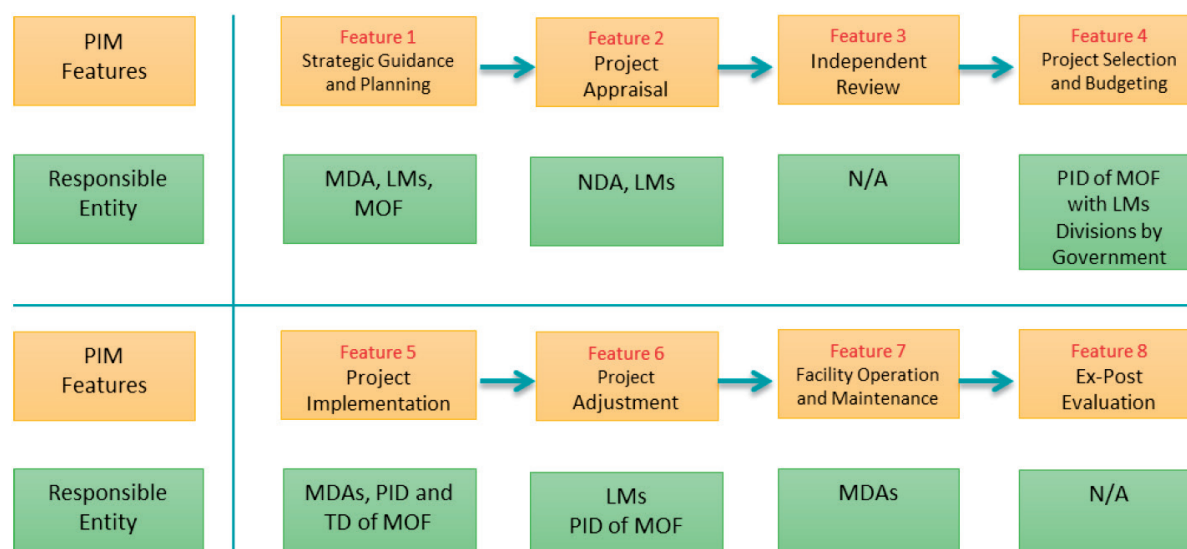 PIM
Features
Feature 1
Strategic Guidance
and Planning
Feature 2
Project
Appraisal
Feature 3
Independent
Review
Feature 4
Project Selection
and Budgeting
Responsible
Entity
MDA, LMs,
MOF
NDA, LMs
N/A
PID of MOF
with LMs
Divisions by
Government
PIM
Features
Feature 5
Project
Implementation
Feature 6
Project
Adjustment
Feature 7
Facility Operation
and Maintenance
Feature 8
Ex-Post
Evaluation
Responsible
Entity
MDAs, PID and
TD of MOF
LMs
PID of MOF
MDAs
N/A